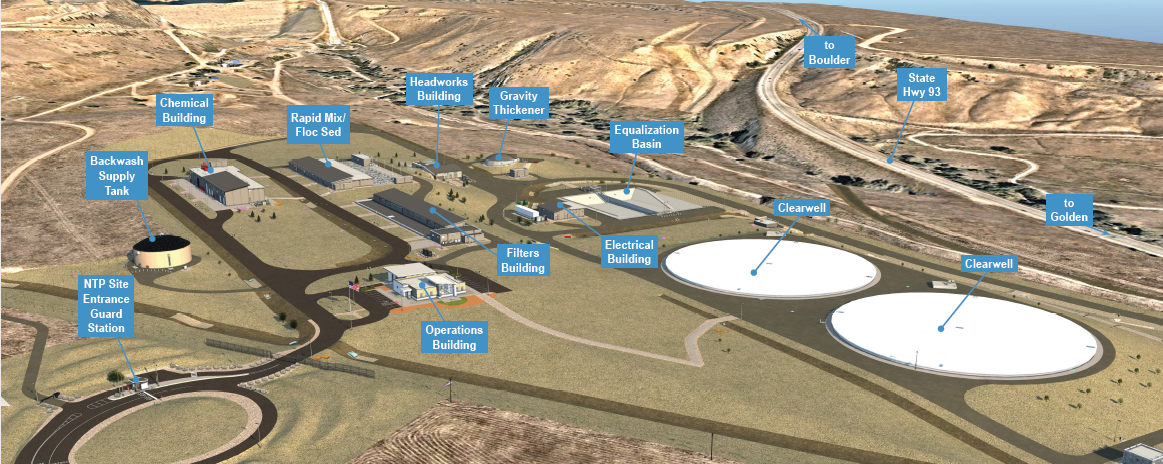 to
Boulder
State
Hwy 93
Headworks
Building
Gravity
Thickener
Chemical
Building
Rapid Mix/
Floc Sed
Equalization
Basin
Backwash
Supply
Tank
to
Golden
Clearwell
Filters
Building
Electrical
Building
Clearwell
NTP Site
Entrance
Guard
Station
Operations
Building